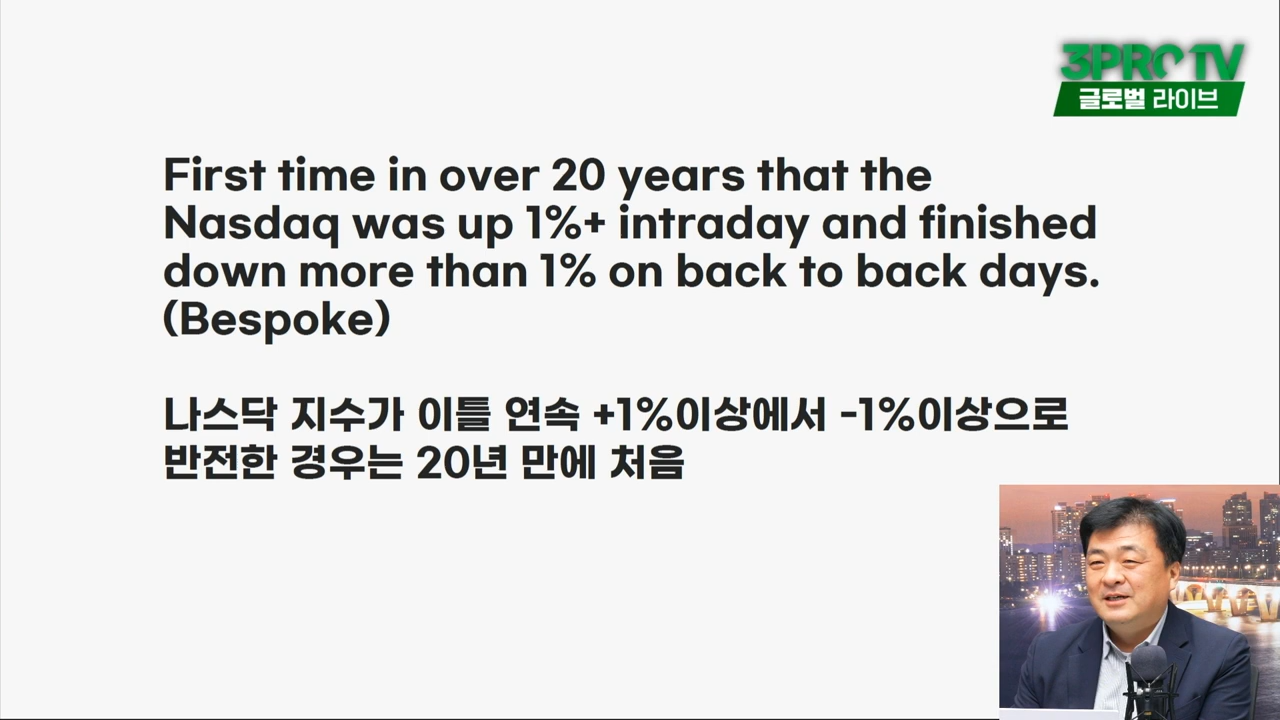 3PRO TV
글로벌 라이브
First time in over 20 years that the
Nasdaq was up 1%+ intraday and finished
down more than 1% on back to back days.
(Bespoke)
나스닥 지수가 이틀 연속 +1%이상에서 -1%이상으로
반전한 경우는 20년 만에 처음